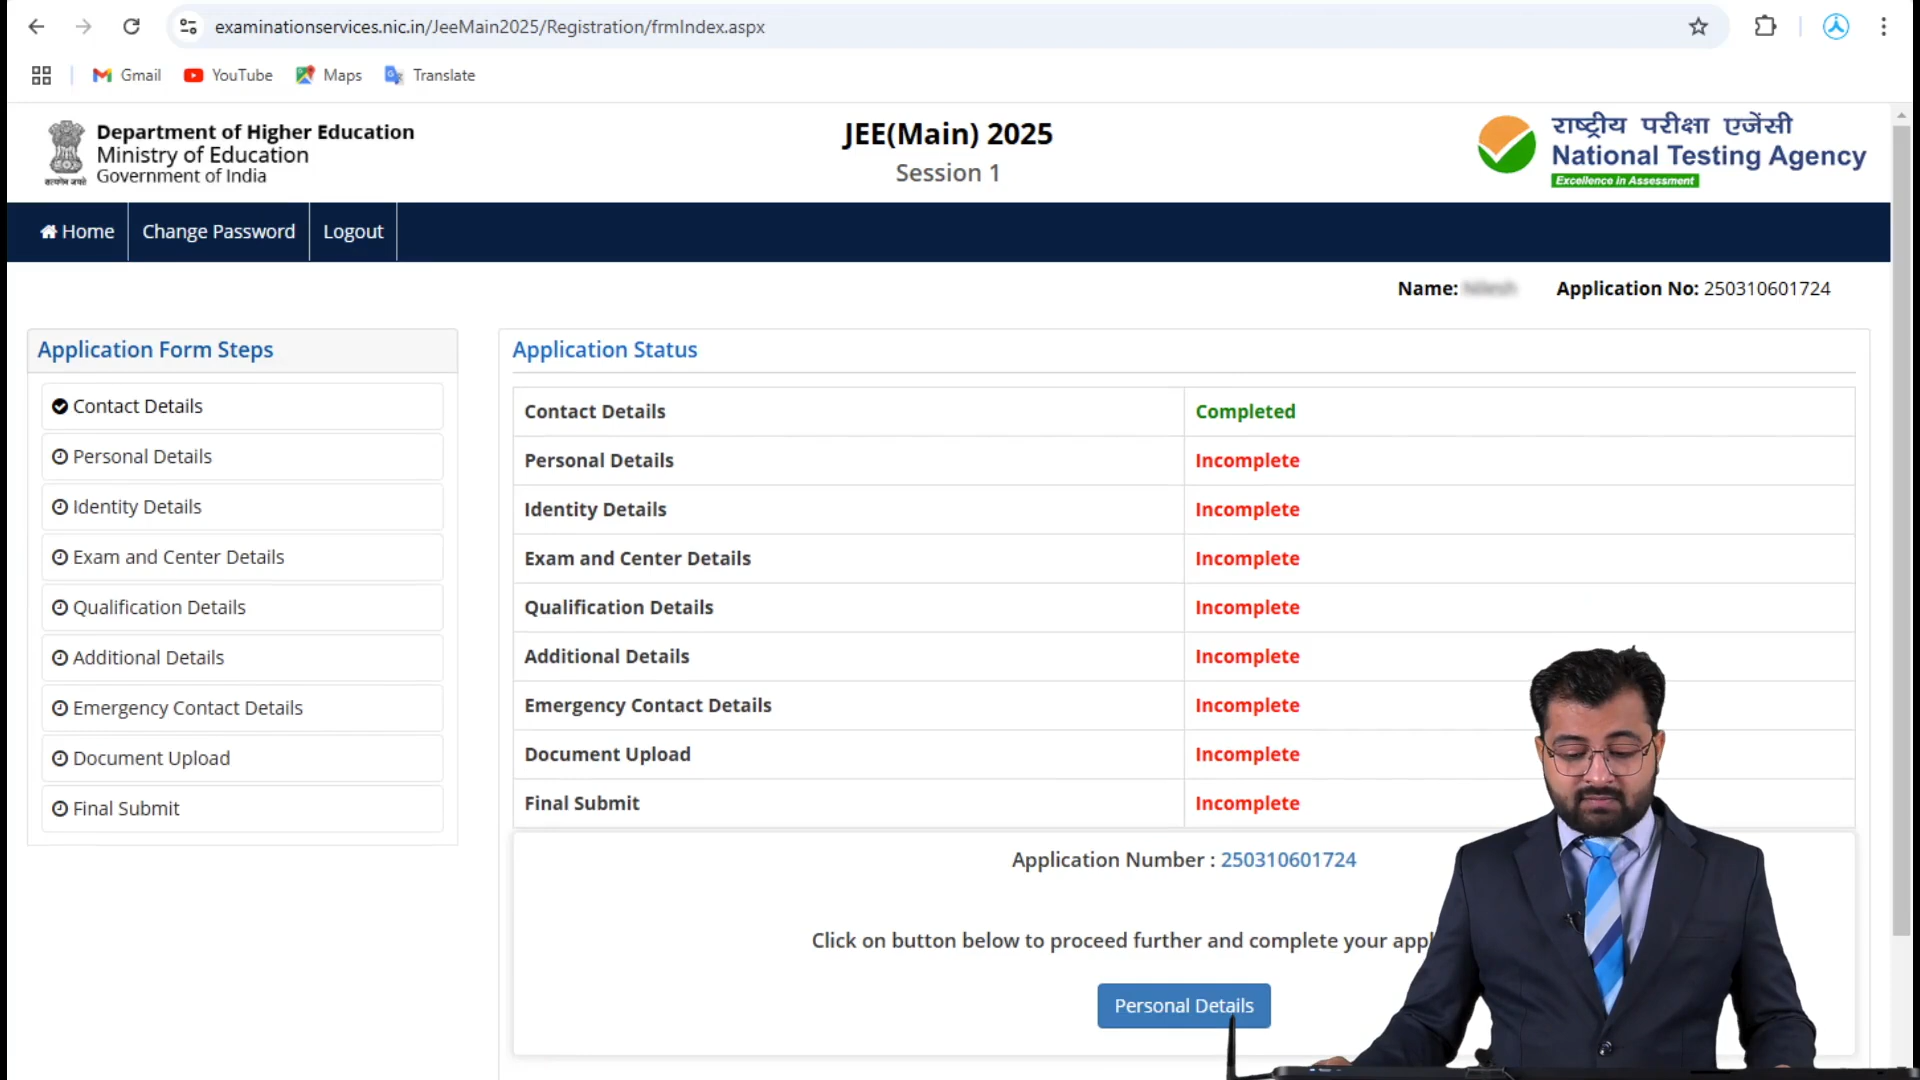 examinationservices.nic.in/JeeMain2025/Registration/frmIndex.aspx
Gmail YouTube Maps Translate
Department of Higher Education
Ministry of Education
Government of India
सत्यमेव जयते
JEE(Main) 2025
Session 1
राष्ट्रीय परीक्षा एजेंसी
National Testing Agency
Excellence in Assessment
Home Change Password Logout
Name: Application No: 250310601724
Application Form Steps
Contact Details
Personal Details
Identity Details
Exam and Center Details
Qualification Details
Additional Details
Emergency Contact Details
Document Upload
Final Submit
Application Status
Contact Details Completed
Personal Details Incomplete
Identity Details Incomplete
Exam and Center Details Incomplete
Qualification Details Incomplete
Additional Details Incomplete
Emergency Contact Details Incomplete
Document Upload Incomplete
Final Submit Incomplete
Application Number : 250310601724
Click on button below to proceed further and complete your appl
Personal Details